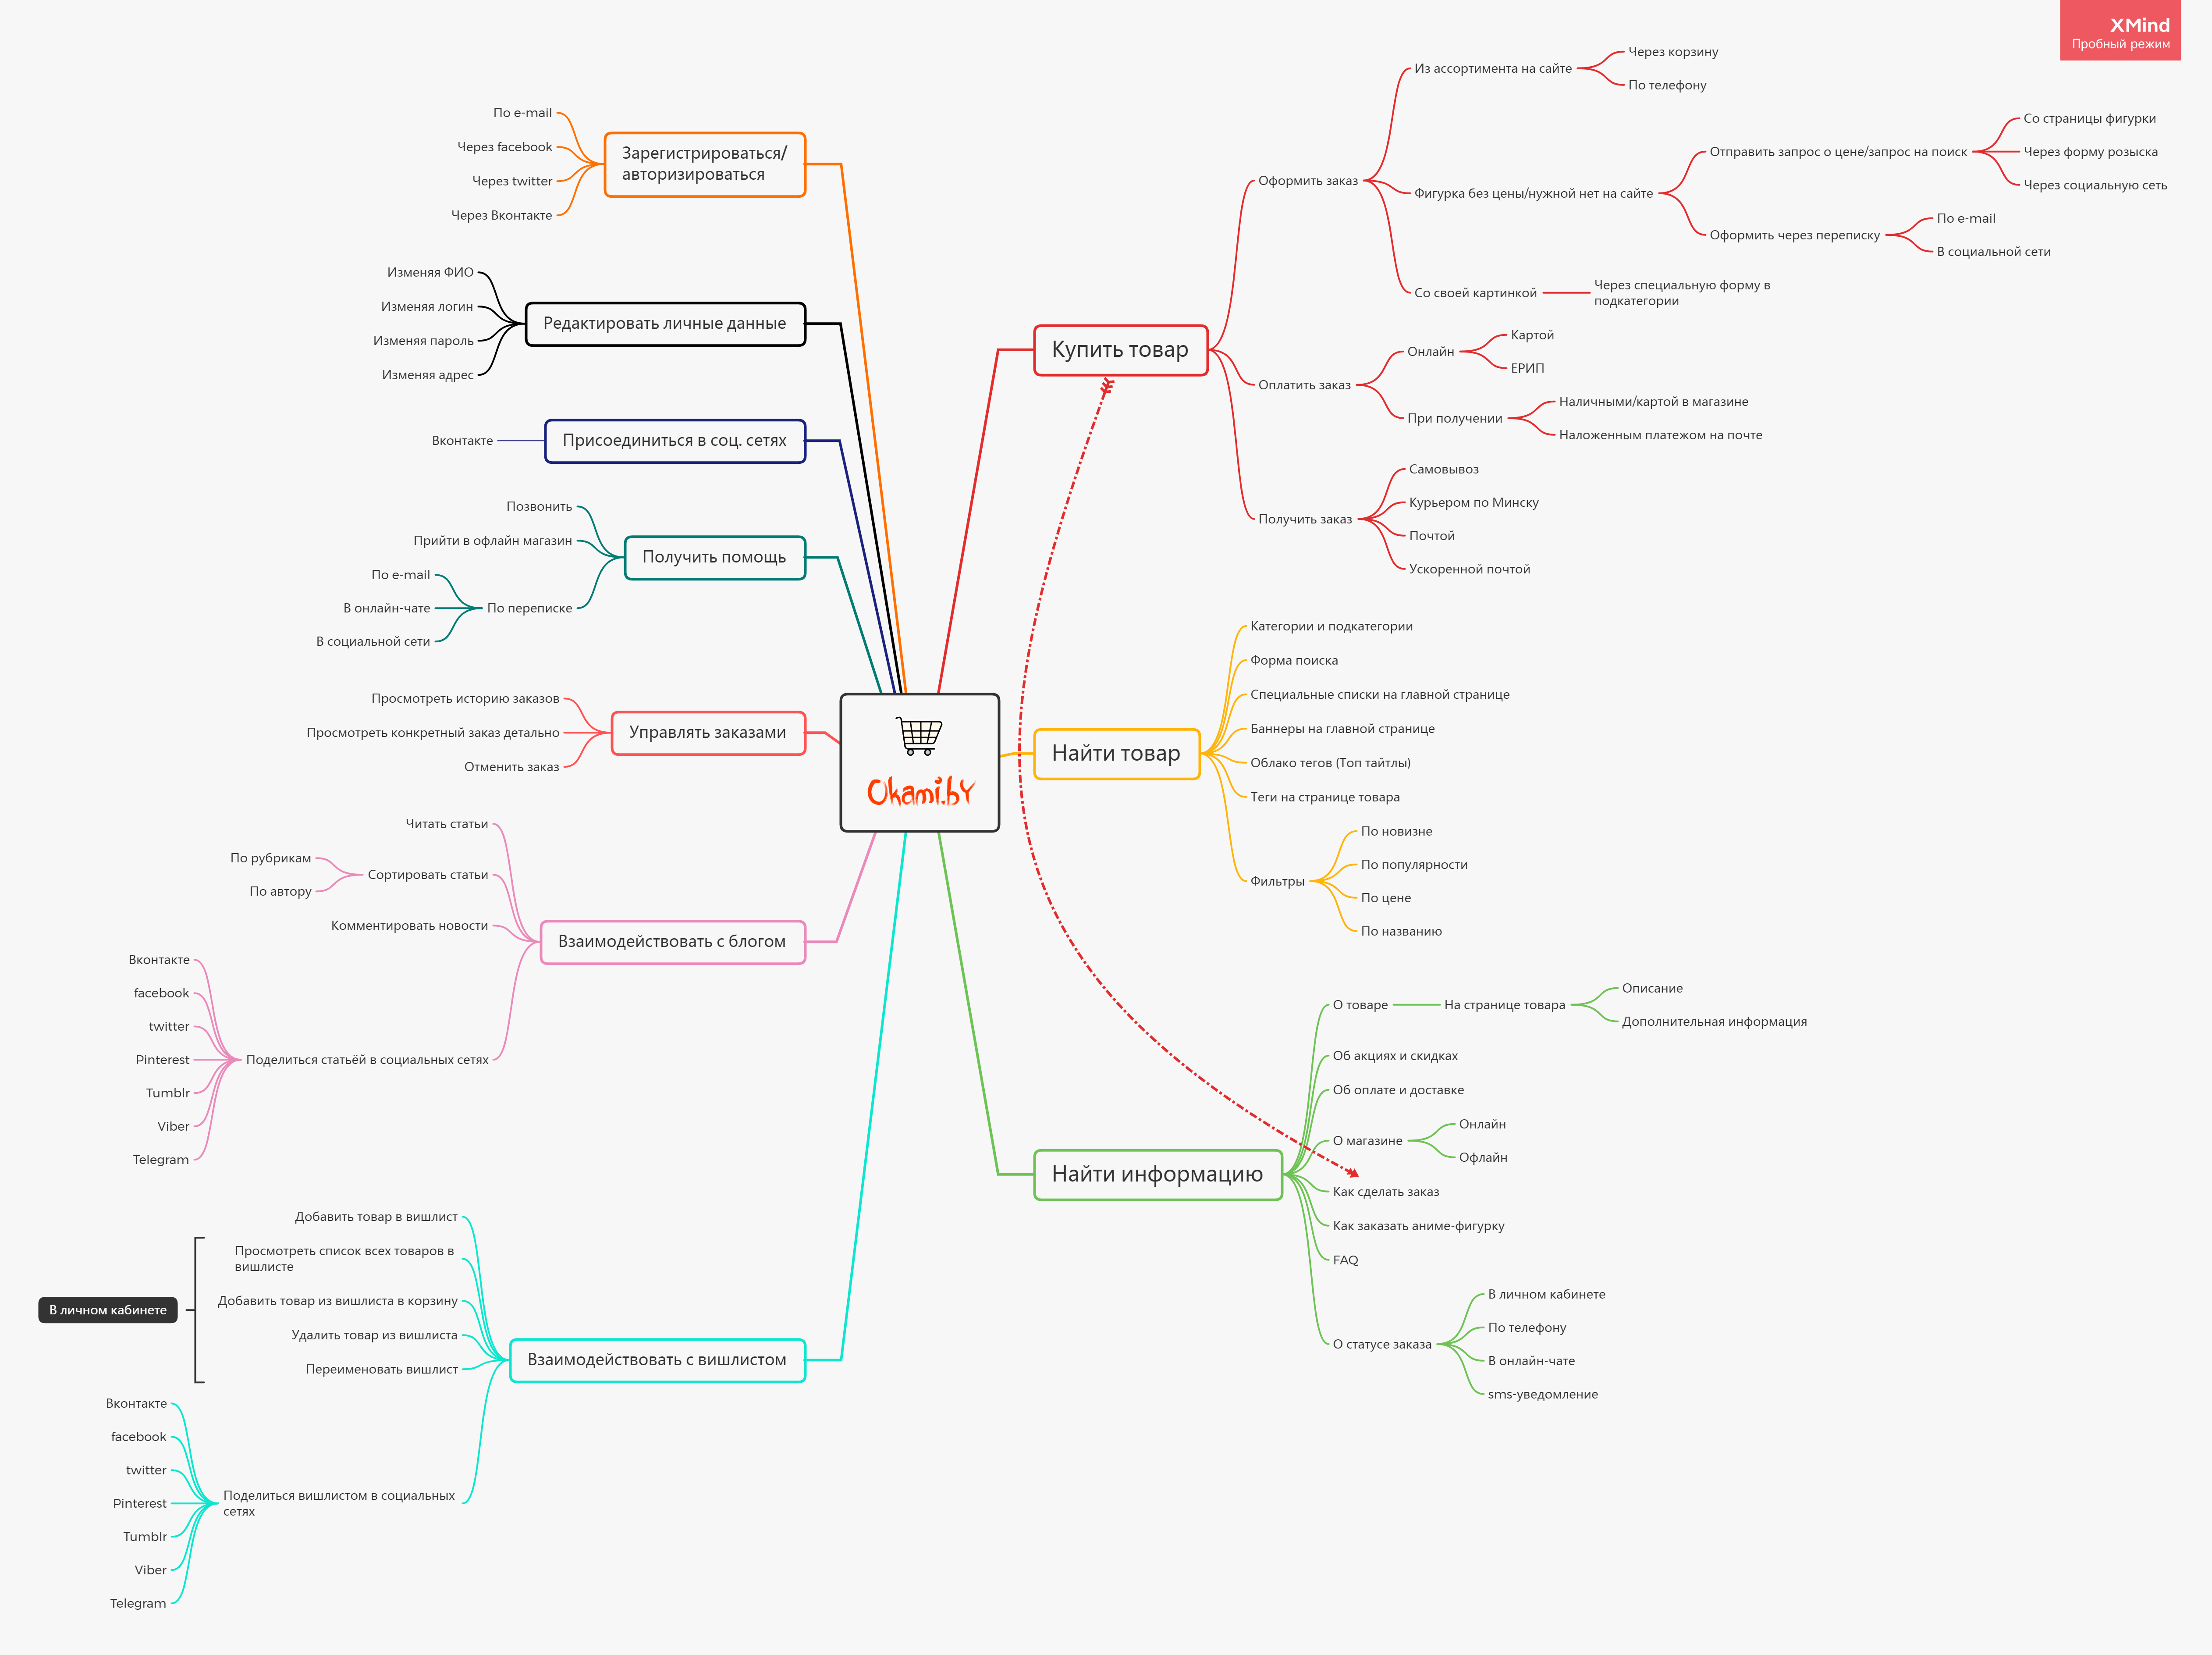 XMind
Пробный режим
Зарегистрироваться/
авторизироваться
По e-mail
Через facebook
Через twitter
Через Вконтакте
Редактировать личные данные
Изменяя ФИО
Изменяя логин
Изменяя пароль
Изменяя адрес
Присоединиться в соц. сетях
Вконтакте
Получить помощь
Позвонить
Прийти в офлайн магазин
По переписке
По e-mail
В онлайн-чате
В социальной сети
Управлять заказами
Просмотреть историю заказов
Просмотреть конкретный заказ детально
Отменить заказ
Взаимодействовать с блогом
Читать статьи
Сортировать статьи
По рубрикам
По автору
Комментировать новости
Поделиться статьёй в социальных сетях
Вконтакте
facebook
twitter
Pinterest
Tumblr
Viber
Telegram
Взаимодействовать с вишлистом
Добавить товар в вишлист
Просмотреть список всех товаров в
вишлисте
Добавить товар из вишлиста в корзину
Удалить товар из вишлиста
Переименовать вишлист
В личном кабинете
Поделиться вишлистом в социальных
сетях
Вконтакте
facebook
twitter
Pinterest
Tumblr
Viber
Telegram
Okami.by
Купить товар
Оформить заказ
Из ассортимента на сайте
Через корзину
По телефону
Фигурка без цены/нужной нет на сайте
Отправить запрос о цене/запрос на поиск
Со страницы фигурки
Через форму розыска
Через социальную сеть
Оформить через переписку
По e-mail
В социальной сети
Со своей картинкой
Через специальную форму в
подкатегории
Оплатить заказ
Онлайн
Картой
ЕРИП
При получении
Наличными/картой в магазине
Наложенным платежом на почте
Получить заказ
Самовывоз
Курьером по Минску
Почтой
Ускоренной почтой
Найти товар
Категории и подкатегории
Форма поиска
Специальные списки на главной странице
Баннеры на главной странице
Облако тегов (Топ тайтлы)
Теги на странице товара
Фильтры
По новизне
По популярности
По цене
По названию
Найти информацию
О товаре
На странице товара
Описание
Дополнительная информация
Об акциях и скидках
Об оплате и доставке
О магазине
Онлайн
Офлайн
Как сделать заказ
Как заказать аниме-фигурку
FAQ
О статусе заказа
В личном кабинете
По телефону
В онлайн-чате
sms-уведомление